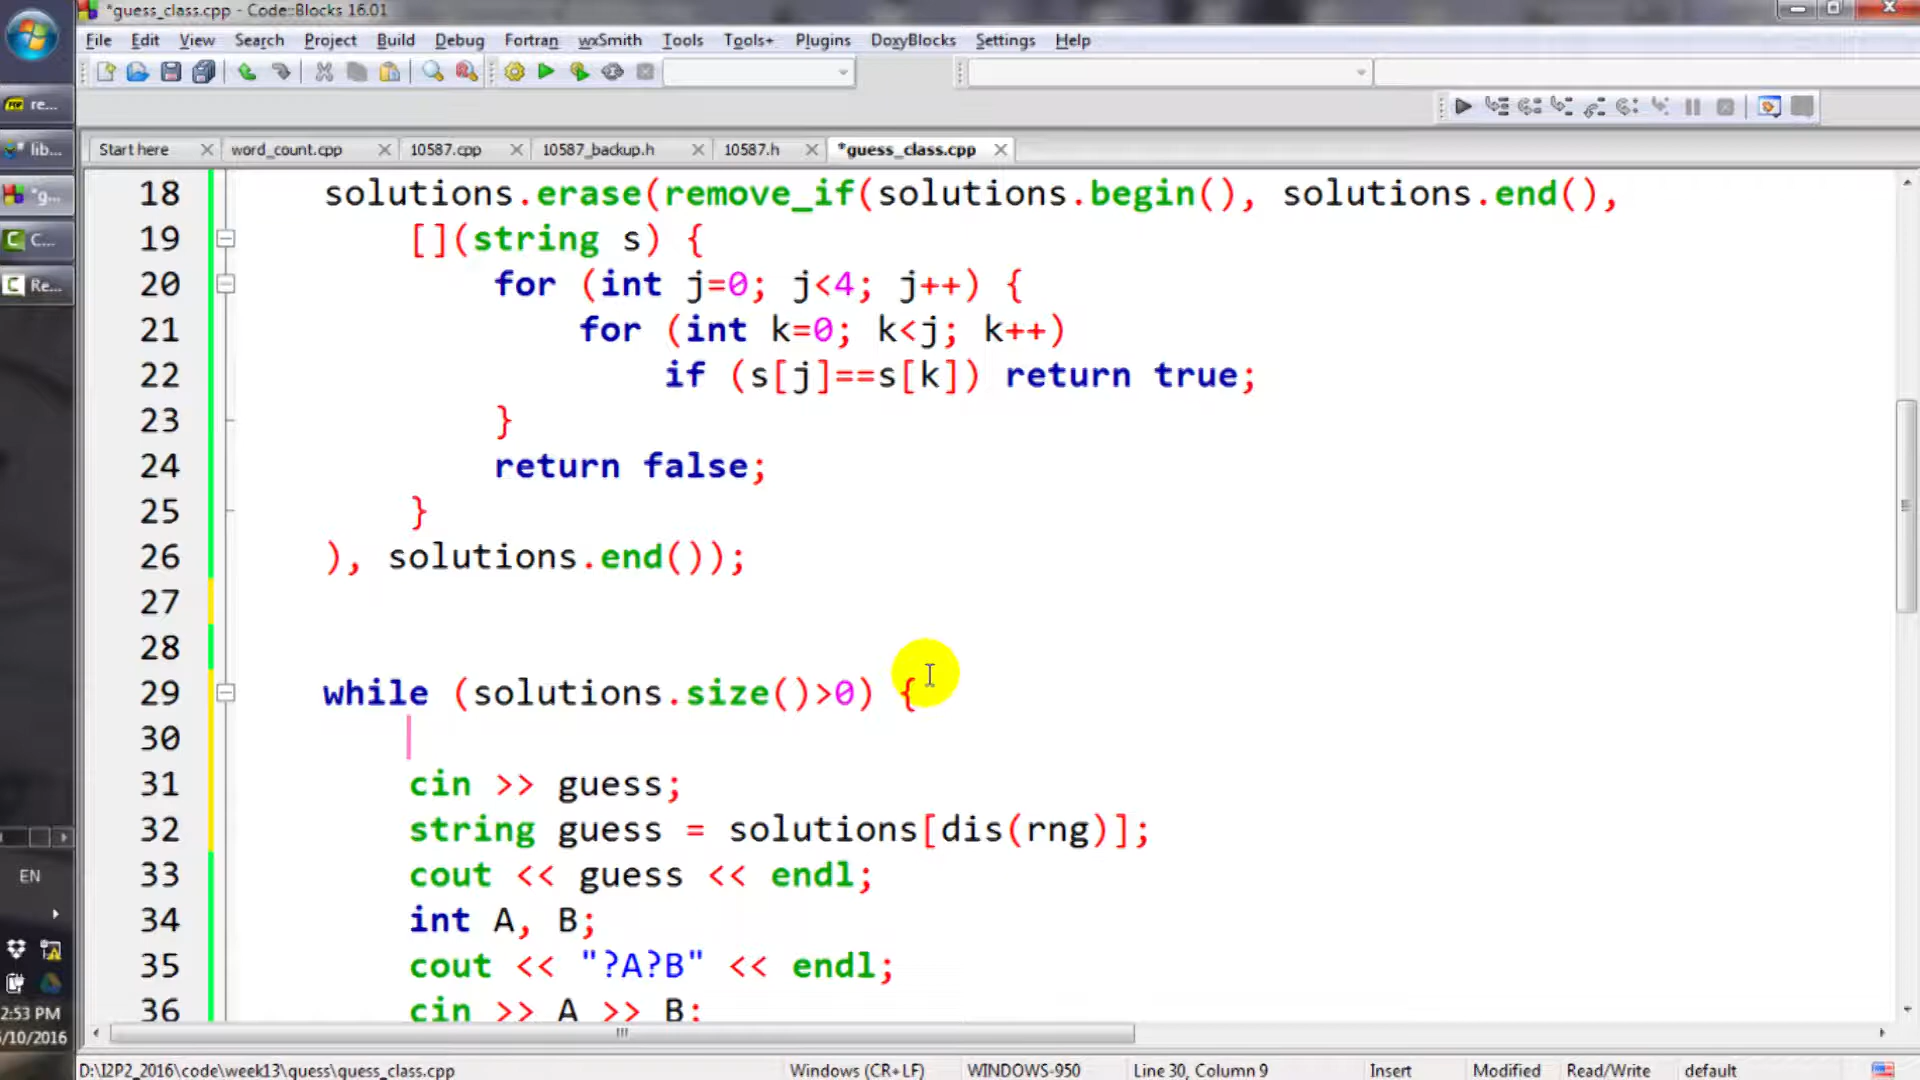 *guess_class.cpp - Code::Blocks 16.01
File Edit View Search Project Build Debug Fortran wxSmith Tools Tools+ Plugins DoxyBlocks Settings Help
re...
lib...
*g...
C...
Re...
Start here word_count.cpp 10587.cpp 10587_backup.h 10587.h *guess_class.cpp
18 solutions.erase(remove_if(solutions.begin(), solutions.end(),
19 [](string s) {
20 for (int j=0; j<4; j++) {
21 for (int k=0; k<j; k++)
22 if (s[j]==s[k]) return true;
23 }
24 return false;
25 }
26 ), solutions.end());
27
28
29 while (solutions.size()>0) {
30
31 cin >> guess;
32 string guess = solutions[dis(rng)];
33 cout << guess << endl;
34 int A, B;
35 cout << "?A?B" << endl;
36 cin >> A >> B;
EN
2:53 PM
/10/2016
D:\I2P2_2016\code\week13\guess\guess_class.cpp Windows (CR+LF) WINDOWS-950 Line 30, Column 9 Insert Modified Read/Write default